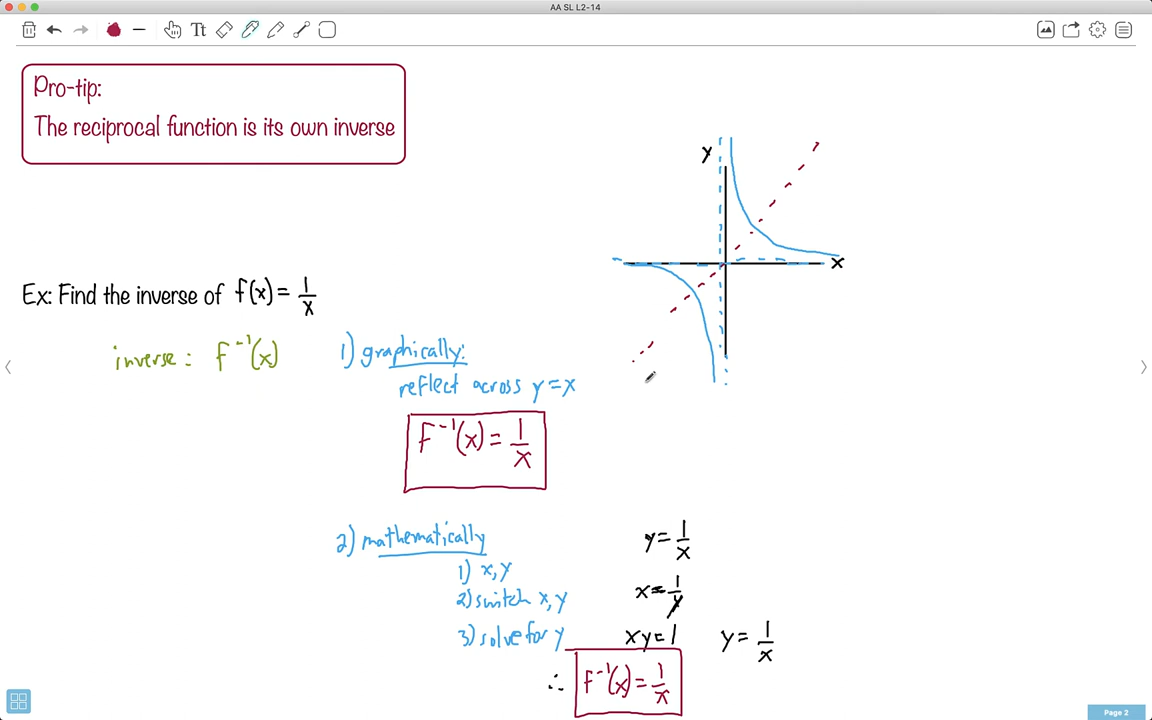 AA SL L2-14
Tt
Pro-tip:
The reciprocal function is its own inverse
y
x
Ex: Find the inverse of f(x) = 1/x
inverse: f⁻¹(x)
1) graphically:
reflect across y = x
f⁻¹(x) = 1/x
2) mathematically
1) x, y
2) switch x, y
3) solve for y
y = 1/x
x = 1/y
xy = 1 y = 1/x
∴ f⁻¹(x) = 1/x
Page 2